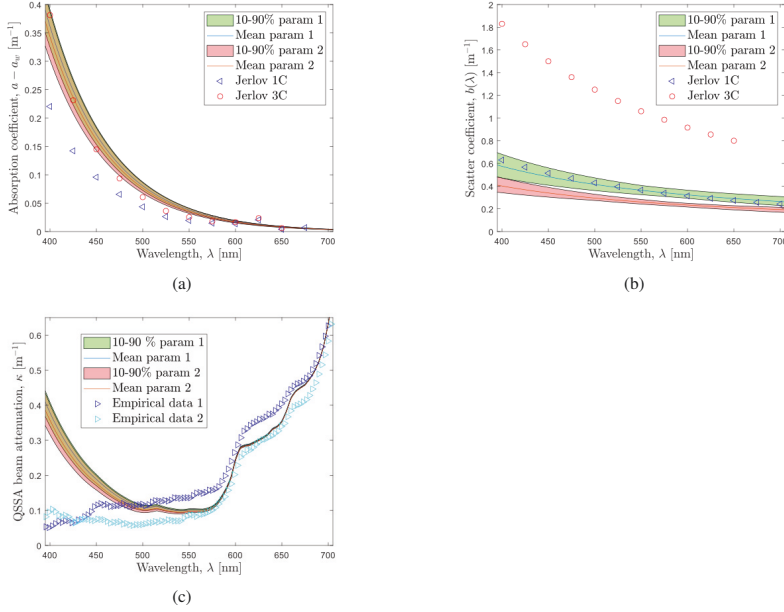 0.4
0.35
0.3
0.25
0.2
0.15
0.1
0.05
0
400 450 500 550 600 650 700
Wavelength, λ [nm]
Absorption coefficient, a − a_w [m⁻¹]
10-90% param 1
Mean param 1
10-90% param 2
Mean param 2
Jerlov 1C
Jerlov 3C
(a)
2
1.8
1.6
1.4
1.2
1
0.8
0.6
0.4
0.2
0
400 450 500 550 600 650 700
Wavelength, λ [nm]
Scatter coefficient, b(λ) [m⁻¹]
10-90% param 1
Mean param 1
10-90% param 2
Mean param 2
Jerlov 1C
Jerlov 3C
(b)
0.6
0.5
0.4
0.3
0.2
0.1
0
400 450 500 550 600 650 700
Wavelength, λ [nm]
QSSA beam attenuation, κ [m⁻¹]
10-90 % param 1
Mean param 1
10-90% param 2
Mean param 2
Empirical data 1
Empirical data 2
(c)